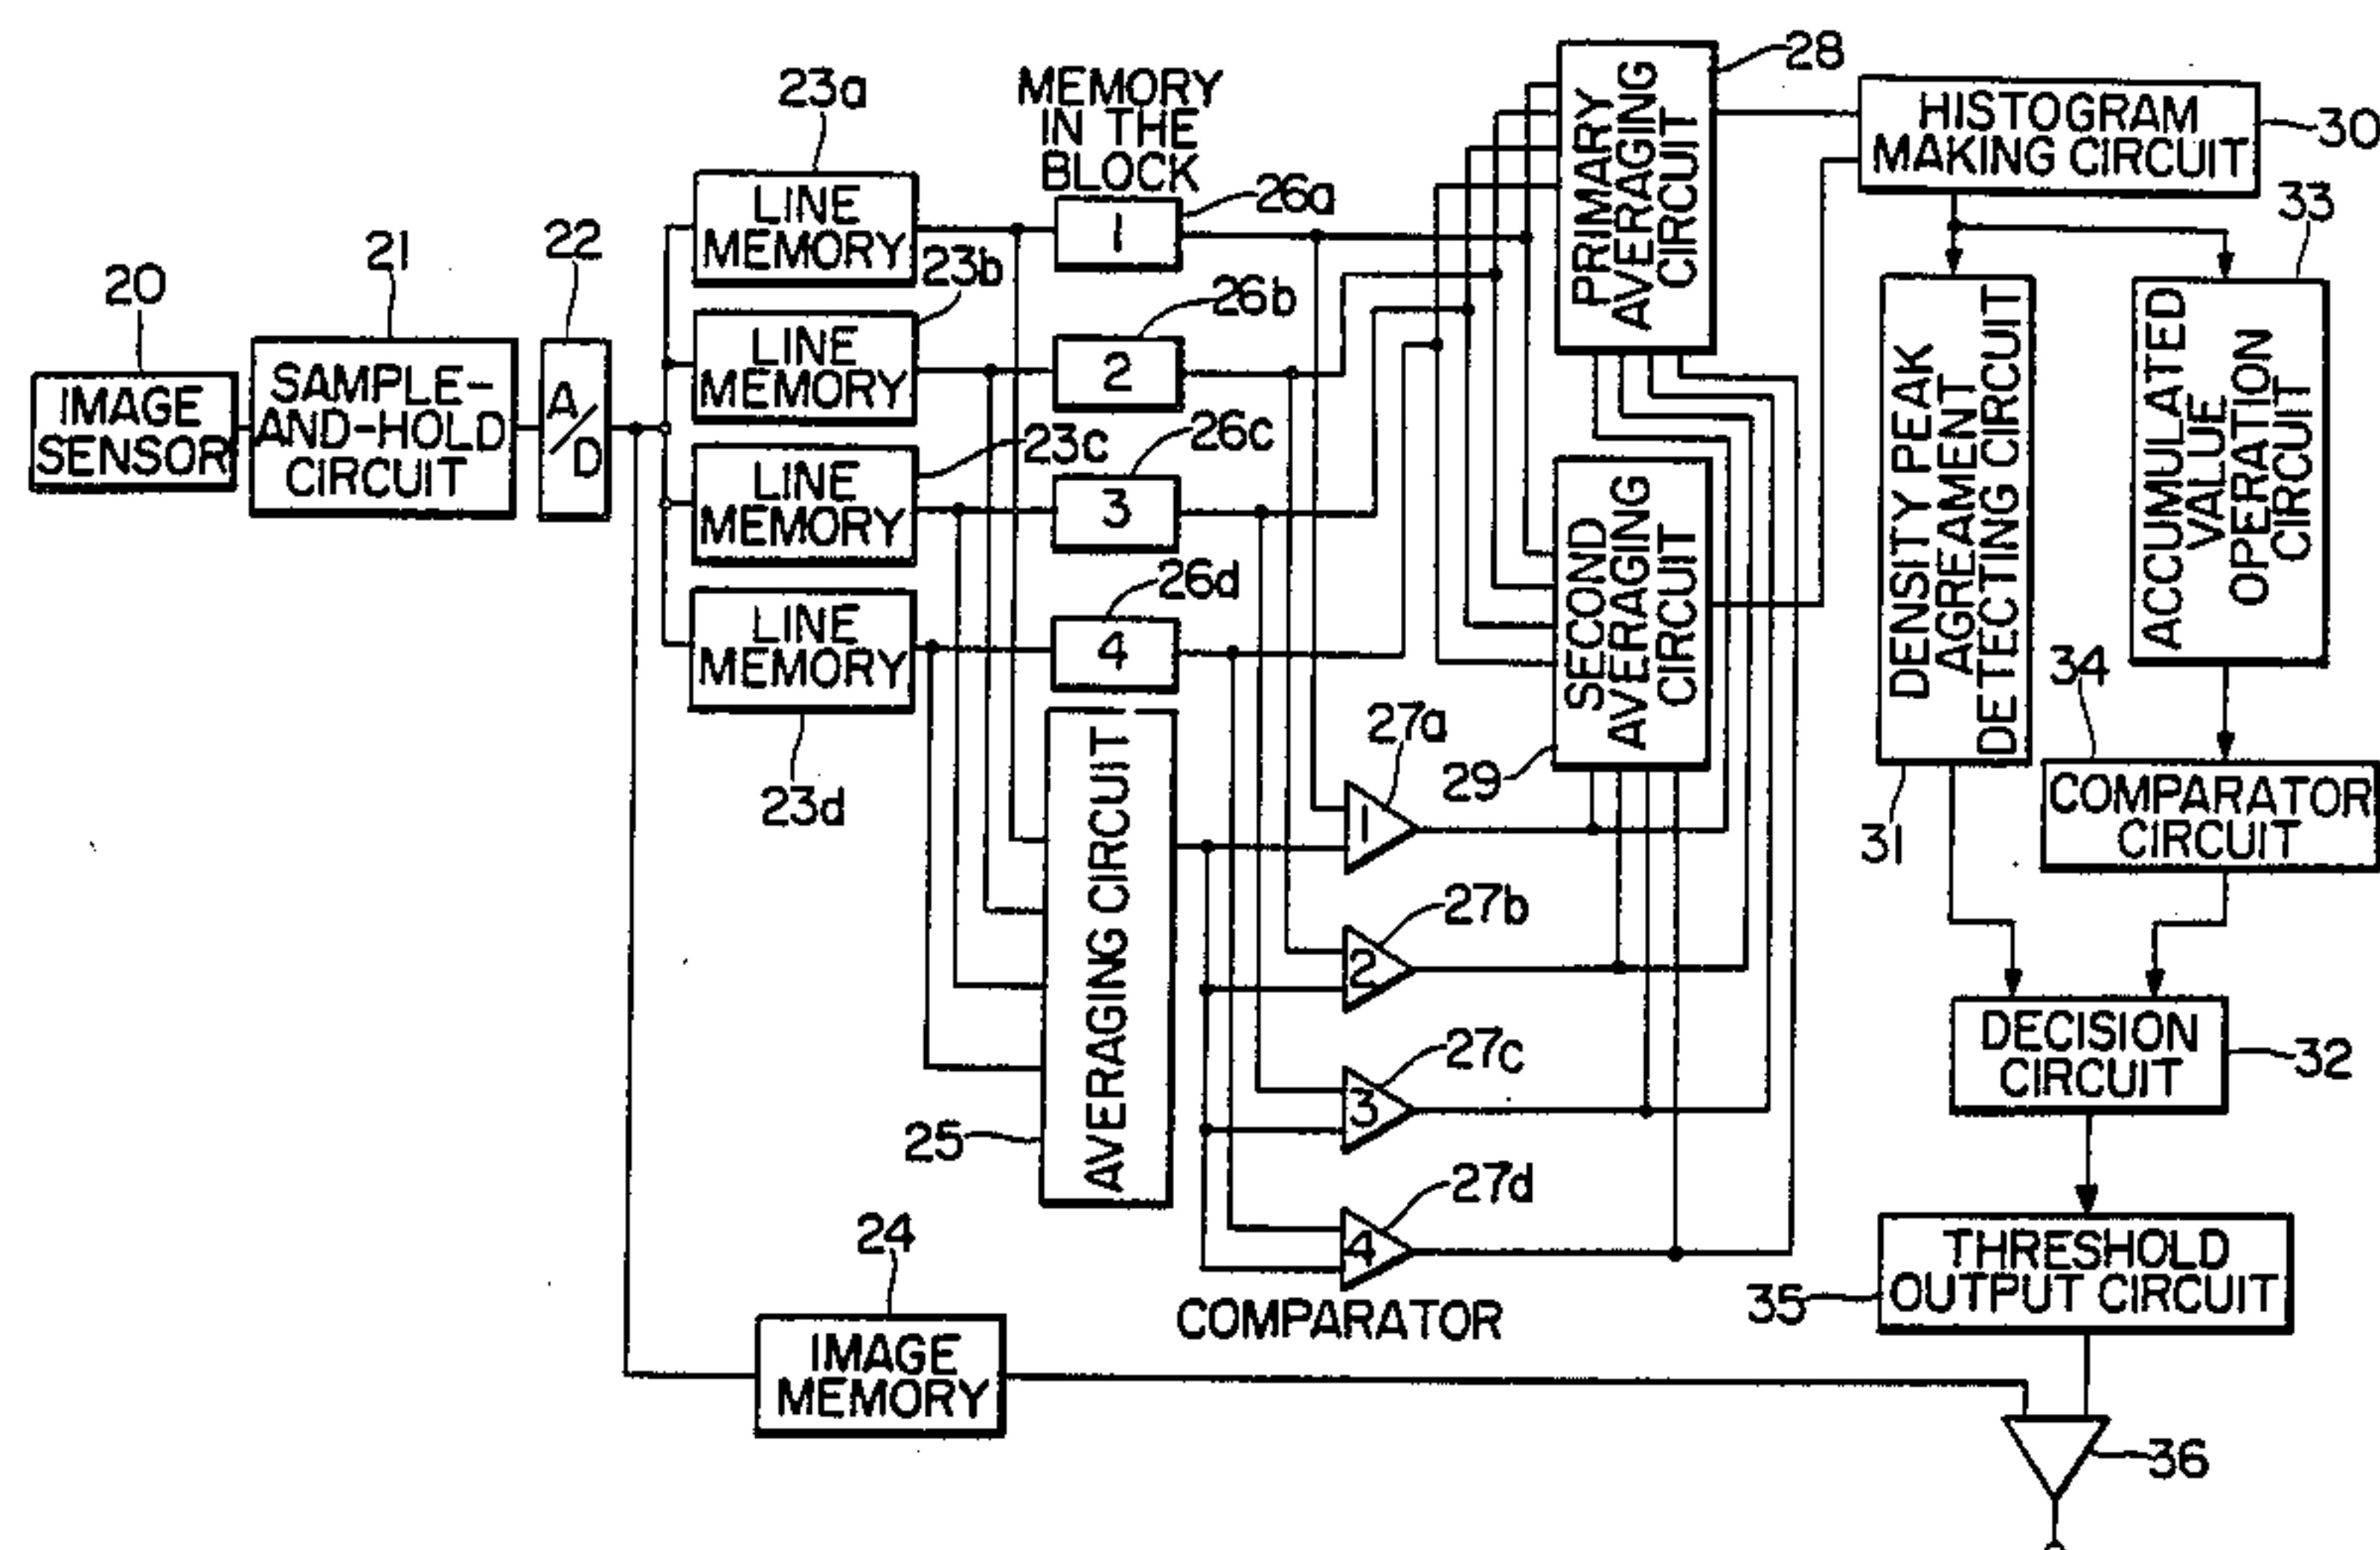 20
IMAGE
SENSOR
21
SAMPLE-
AND-HOLD
CIRCUIT
22
A/D
23a
LINE
MEMORY
23b
LINE
MEMORY
23c
LINE
MEMORY
LINE
MEMORY
23d
MEMORY
IN THE
BLOCK
1
26a
2
26b
3
26c
4
26d
AVERAGING CIRCUIT
25
1
27a
2
27b
3
27c
4
27d
COMPARATOR
24
IMAGE
MEMORY
PRIMARY
AVERAGING
CIRCUIT
28
SECOND
AVERAGING
CIRCUIT
29
HISTOGRAM
MAKING CIRCUIT
30
DENSITY PEAK
AGREAMENT
DETECTING CIRCUIT
31
33
ACCUMULATED
VALUE
OPERATION
CIRCUIT
34
COMPARATOR
CIRCUIT
DECISION
CIRCUIT
32
THRESHOLD
OUTPUT CIRCUIT
35
36